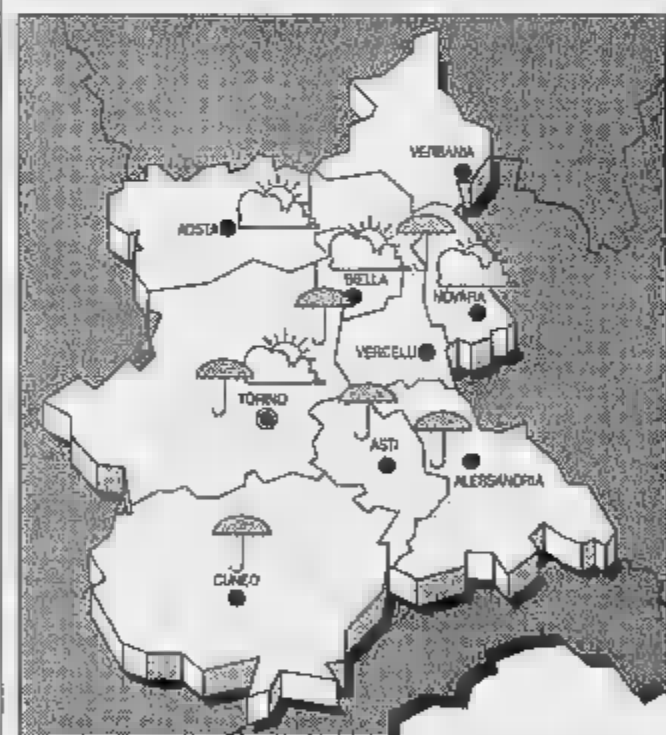 VERBANIA
AOSTA
BIELLA
NOVARA
VERCELLI
TORINO
ASTI
ALESSANDRIA
CUNEO